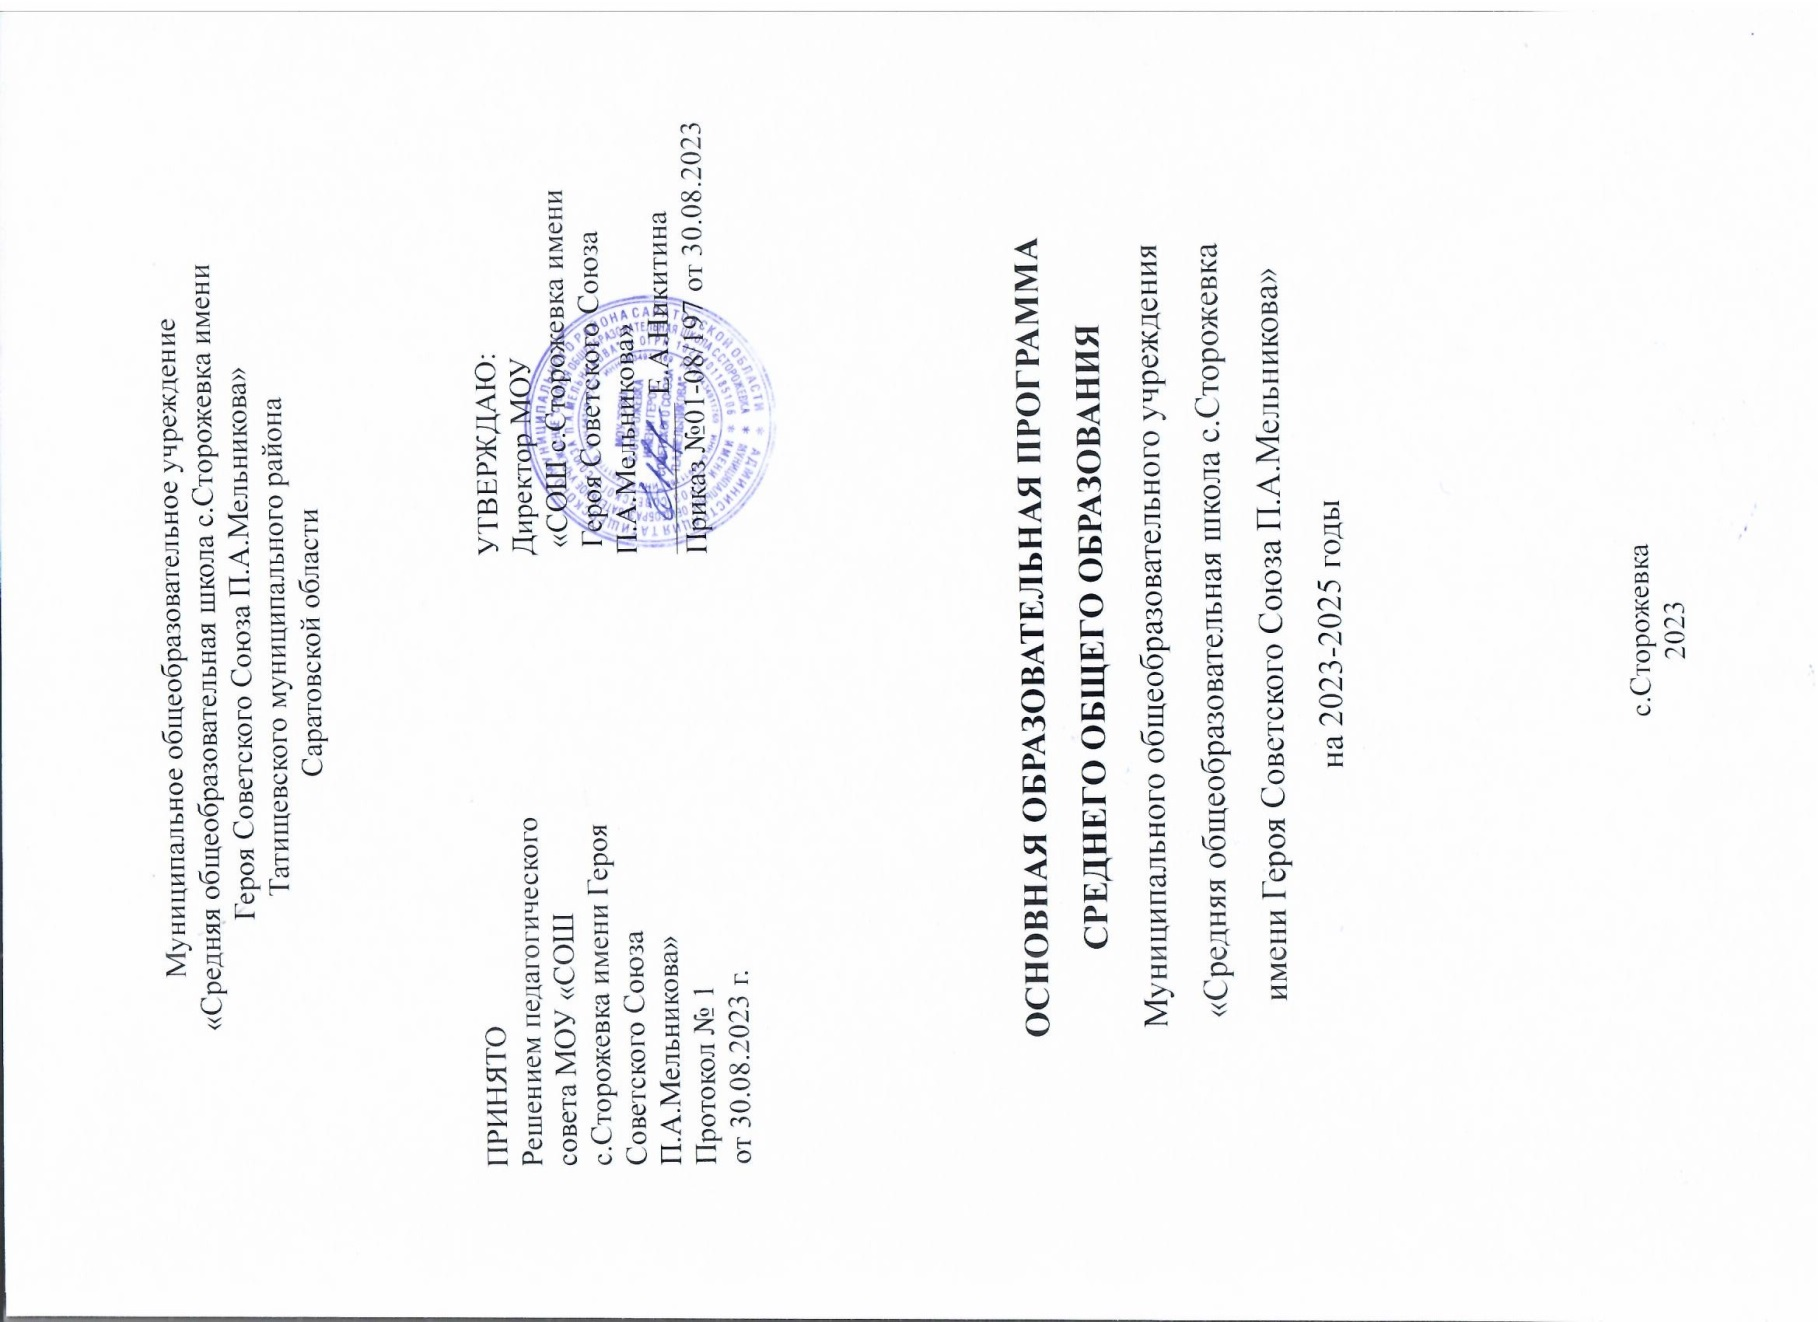 Муниципальное общеобразовательное учреждение
«Средняя общеобразовательная школа с.Сторожевка имени
Героя Советского Союза П.А.Мельникова»
Татищевского муниципального района
Саратовской области
ПРИНЯТО
Решением педагогического
совета МОУ «СОШ
с.Сторожевка имени Героя
Советского Союза
П.А.Мельникова»
Протокол № 1
от 30.08.2023 г.
УТВЕРЖДАЮ:
Директор МОУ
«СОШ с.Сторожевка имени
Героя Советского Союза
П.А.Мельникова»
Е.А.Никитина
Приказ №01-08/197 от 30.08.2023
ОСНОВНАЯ ОБРАЗОВАТЕЛЬНАЯ ПРОГРАММА
СРЕДНЕГО ОБЩЕГО ОБРАЗОВАНИЯ
Муниципального общеобразовательного учреждения
«Средняя общеобразовательная школа с.Сторожевка
имени Героя Советского Союза П.А.Мельникова»
на 2023-2025 годы
с.Сторожевка
2023